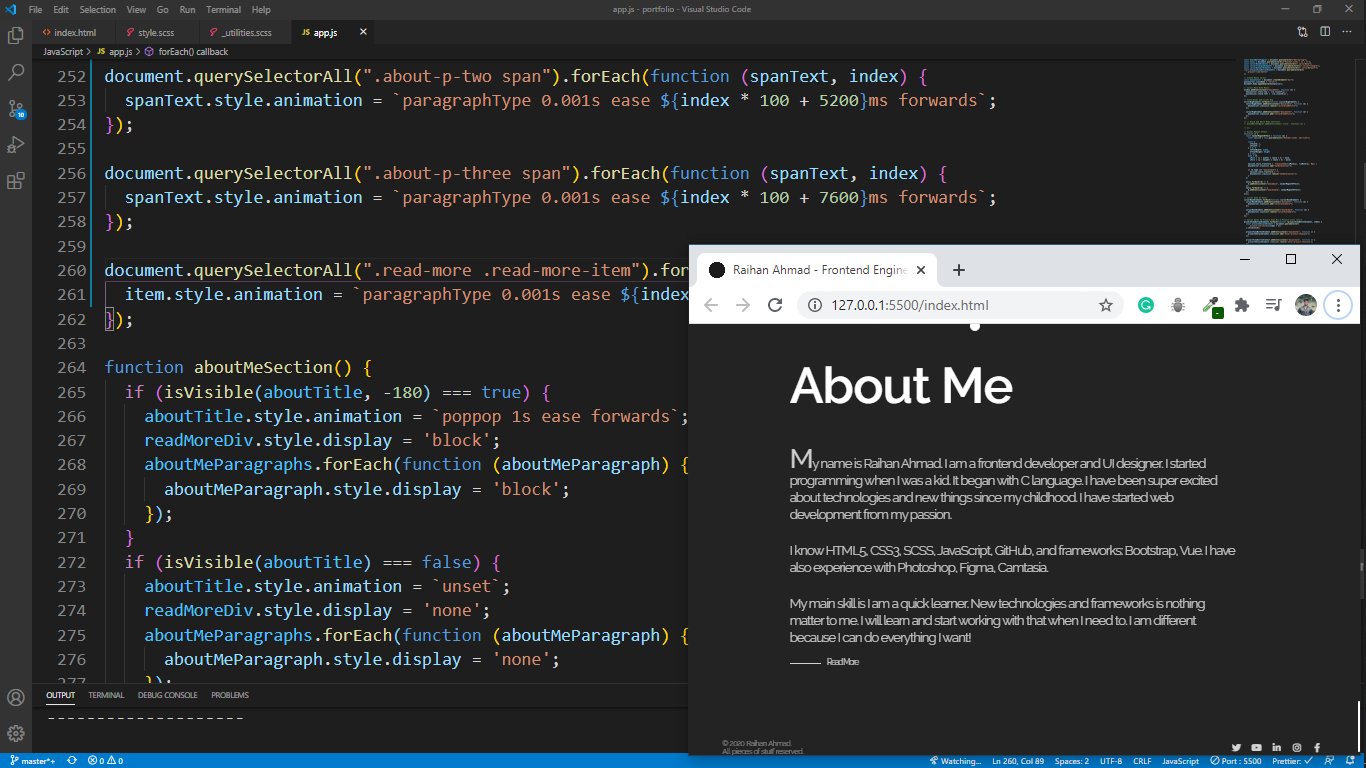 File Edit Selection View Go Run Terminal Help
app.js - portfolio - Visual Studio Code
index.html
style.scss
_utilities.scss
JS app.js
JavaScript > JS app.js > forEach() callback
252 document.querySelectorAll(".about-p-two span").forEach(function (spanText, index) {
253 spanText.style.animation = `paragraphType 0.001s ease ${index * 100 + 5200}ms forwards`;
254 });
255
256 document.querySelectorAll(".about-p-three span").forEach(function (spanText, index) {
257 spanText.style.animation = `paragraphType 0.001s ease ${index * 100 + 7600}ms forwards`;
258 });
259
260 document.querySelectorAll(".read-more .read-more-item").for
261 item.style.animation = `paragraphType 0.001s ease ${index
262 });
263
264 function aboutMeSection() {
265 if (isVisible(aboutTitle, -180) === true) {
266 aboutTitle.style.animation = `poppop 1s ease forwards`;
267 readMoreDiv.style.display = 'block';
268 aboutMeParagraphs.forEach(function (aboutMeParagraph) {
269 aboutMeParagraph.style.display = 'block';
270 });
271 }
272 if (isVisible(aboutTitle) === false) {
273 aboutTitle.style.animation = `unset`;
274 readMoreDiv.style.display = 'none';
275 aboutMeParagraphs.forEach(function (aboutMeParagraph) {
276 aboutMeParagraph.style.display = 'none';
277 });
10
OUTPUT TERMINAL DEBUG CONSOLE PROBLEMS
--------------------
Raihan Ahmad - Frontend Engine
127.0.0.1:5500/index.html
About Me
My name is Raihan Ahmad. I am a frontend developer and UI designer. I started
programming when I was a kid. It began with C language. I have been super excited
about technologies and new things since my childhood. I have started web
development from my passion.
I know HTML5, CSS3, SCSS, JavaScript, GitHub, and frameworks: Bootstrap, Vue. I have
also experience with Photoshop, Figma, Camtasia.
My main skill is I am a quick learner. New technologies and frameworks is nothing
matter to me. I will learn and start working with that when I need to. I am different
because I can do everything I want!
Read More
© 2020 Raihan Ahmad.
All pieces of stuff reserved.
master*+ 0 0 Watching... Ln 260, Col 89 Spaces: 2 UTF-8 CRLF JavaScript Port : 5500 Prettier: ✓